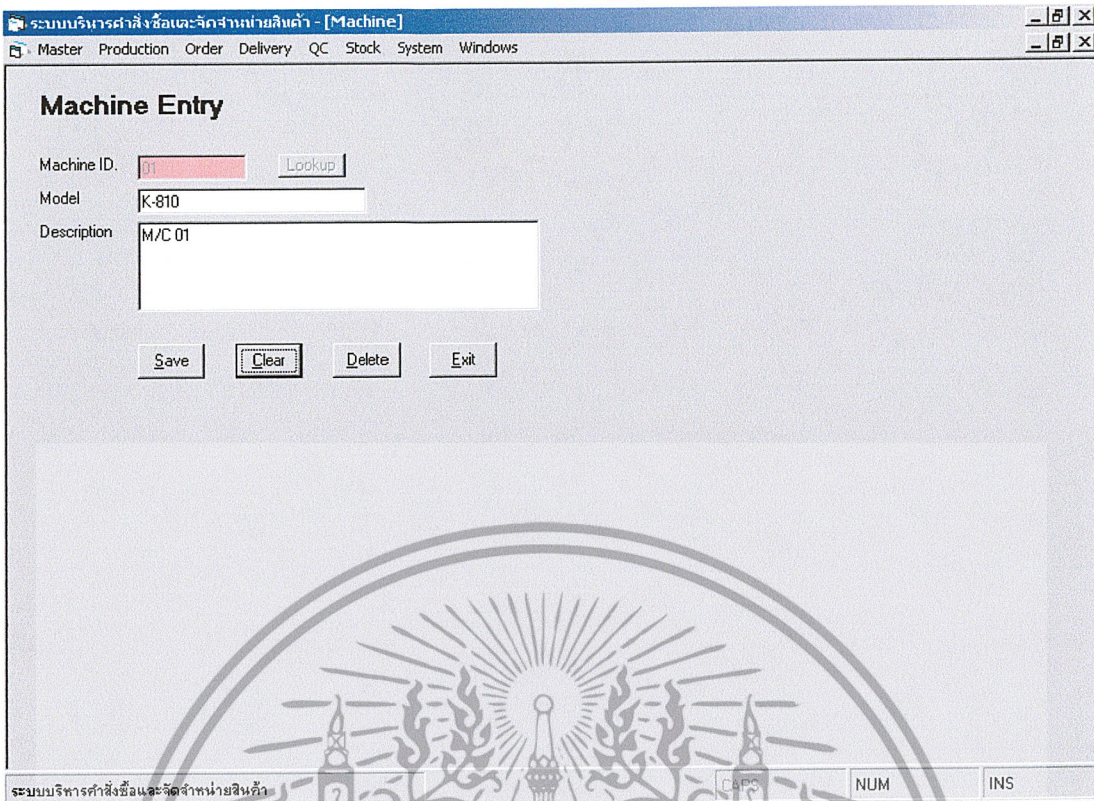 ระบบบริหารคำสั่งซื้อและจัดจำหน่ายสินค้า - [Machine]
Master Production Order Delivery QC Stock System Windows
Machine Entry
Machine ID. 01 Lookup
Model K-810
Description M/C 01
Save Clear Delete Exit
ระบบบริหารคำสั่งซื้อและจัดจำหน่ายสินค้า CAPS NUM INS